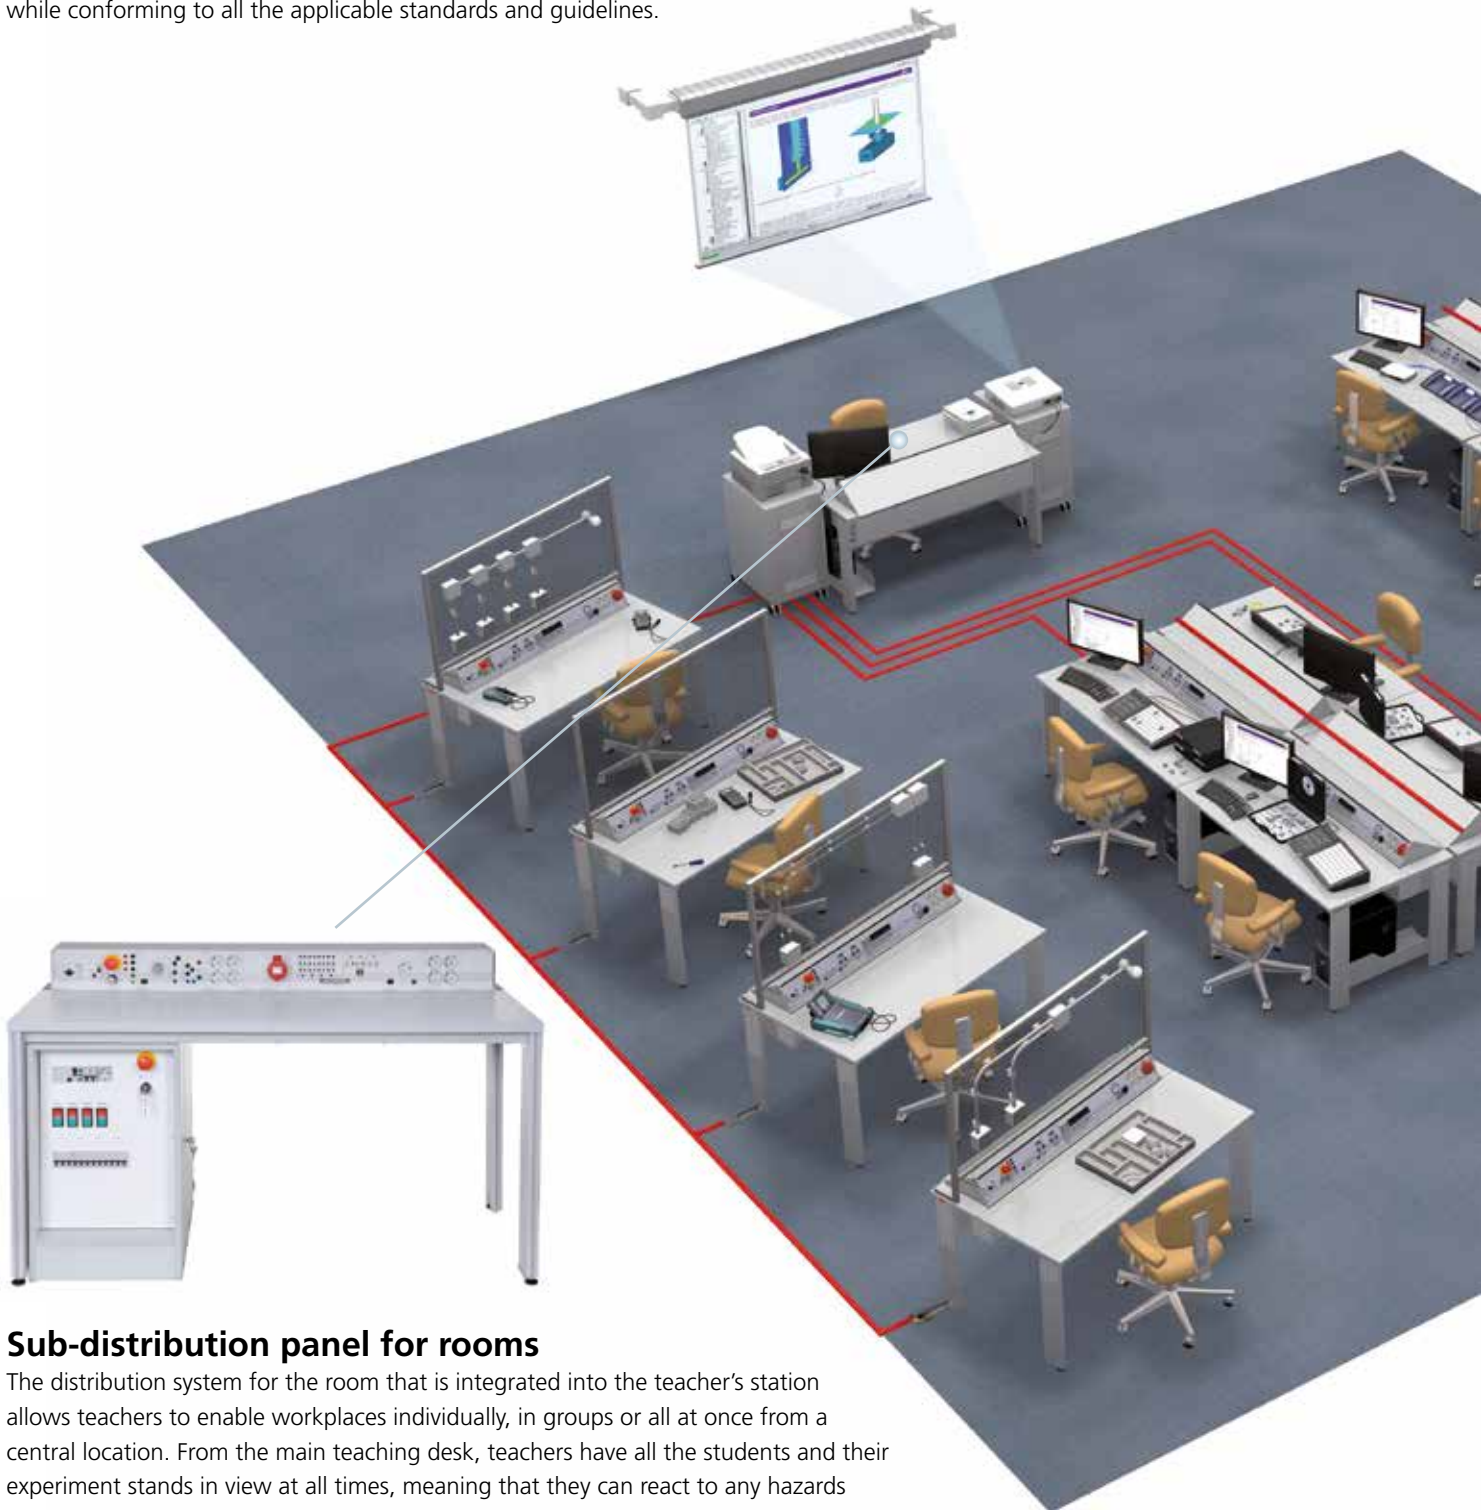 while conforming to all the applicable standards and guidelines.
Sub-distribution panel for rooms
The distribution system for the room that is integrated into the teacher's station
allows teachers to enable workplaces individually, in groups or all at once from a
central location. From the main teaching desk, teachers have all the students and their
experiment stands in view at all times, meaning that they can react to any hazards